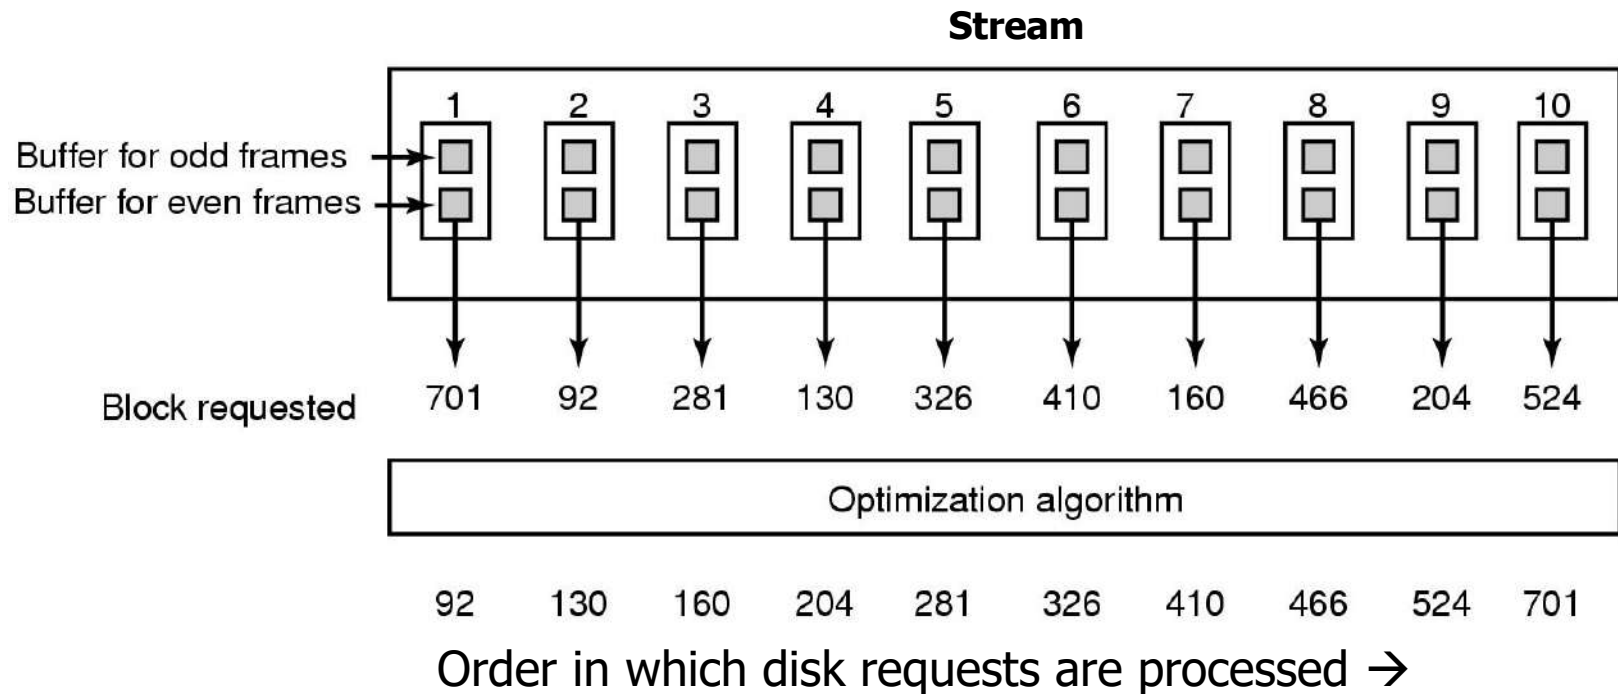 Stream
1 2 3 4 5 6 7 8 9 10
Buffer for odd frames
Buffer for even frames
Block requested 701 92 281 130 326 410 160 466 204 524
Optimization algorithm
92 130 160 204 281 326 410 466 524 701
Order in which disk requests are processed →